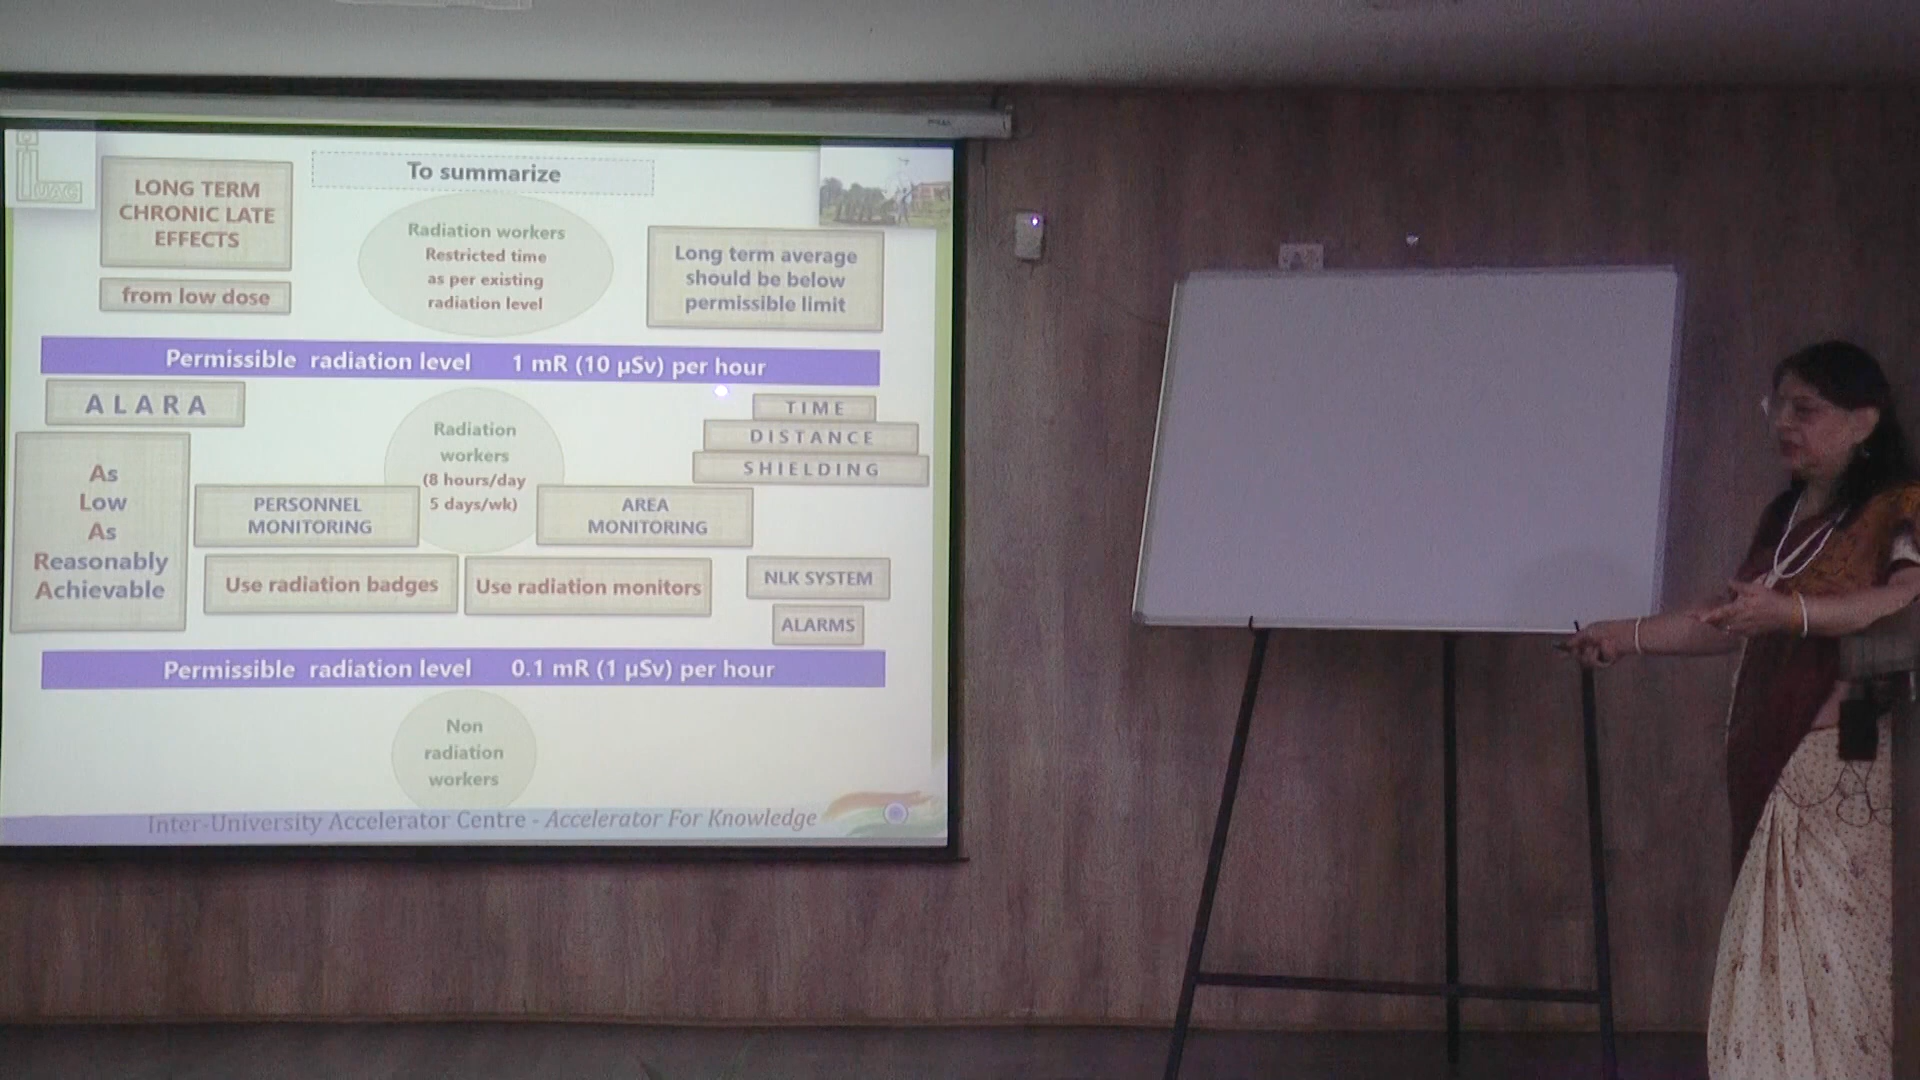 To summarize
LONG TERM
CHRONIC LATE
EFFECTS
from low dose
Radiation workers
Restricted time
as per existing
radiation level
Long term average
should be below
permissible limit
Permissible radiation level 1 mR (10 µSv) per hour
A L A R A
As
Low
As
Reasonably
Achievable
Radiation
workers
(8 hours/day
5 days/wk)
TIME
DISTANCE
SHIELDING
PERSONNEL
MONITORING
AREA
MONITORING
Use radiation badges
Use radiation monitors
NLK SYSTEM
ALARMS
Permissible radiation level 0.1 mR (1 µSv) per hour
Non
radiation
workers
Inter-University Accelerator Centre - Accelerator For Knowledge